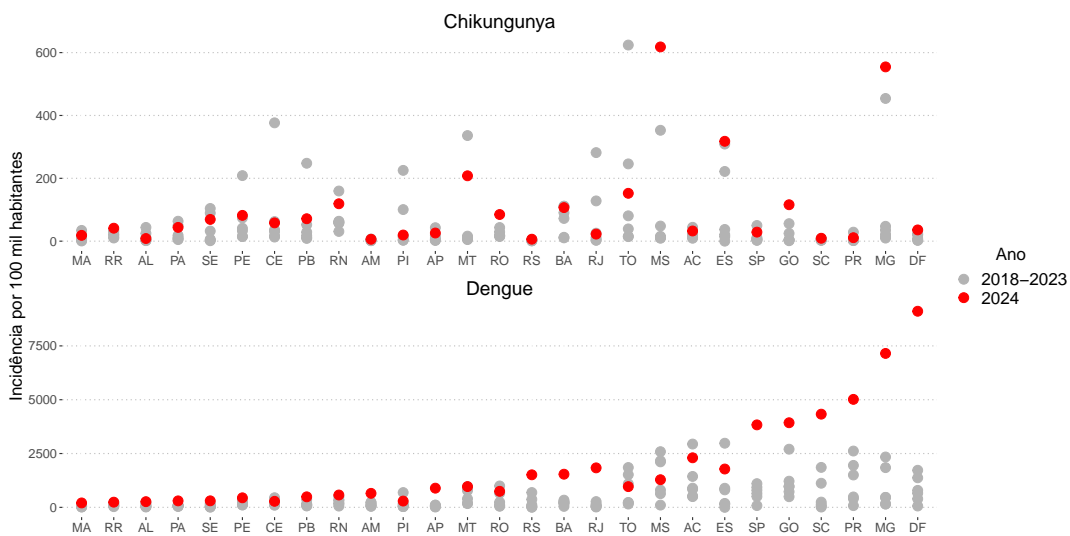 Chikungunya
600
400
200
0
MA RR AL PA SE PE CE PB RN AM PI AP MT RO RS BA RJ TO MS AC ES SP GO SC PR MG DF
Dengue
7500
5000
2500
0
MA RR AL PA SE PE CE PB RN AM PI AP MT RO RS BA RJ TO MS AC ES SP GO SC PR MG DF
Incidência por 100 mil habitantes
Ano
2018–2023
2024